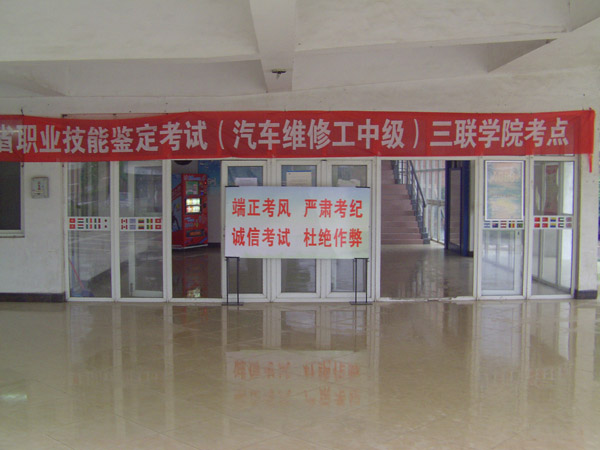 省职业技能鉴定考试（汽车维修工中级）三联学院考点
端正考风 严肃考纪
诚信考试 杜绝作弊